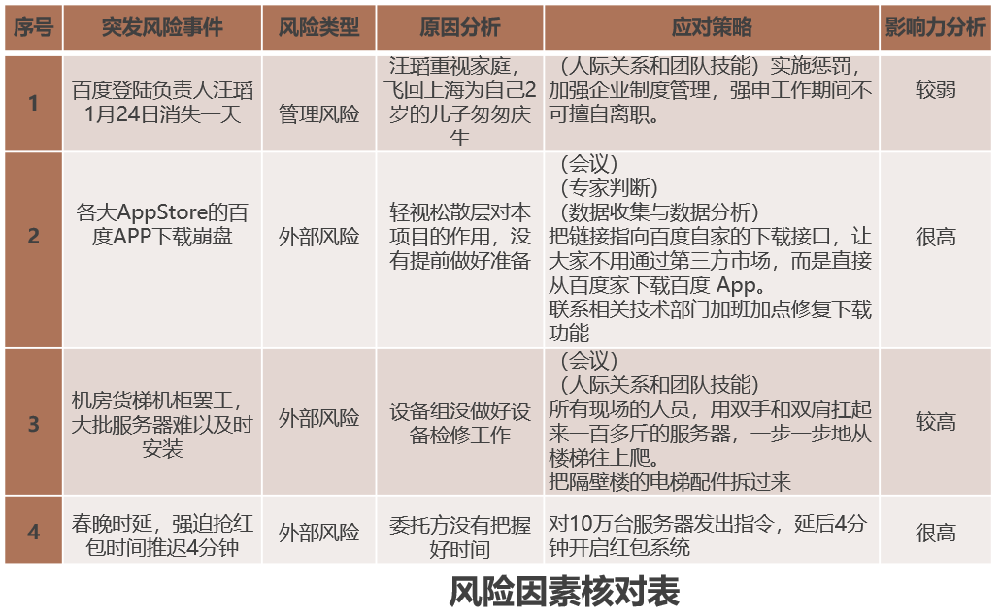 序号 突发风险事件 风险类型 原因分析 应对策略 影响力分析
1
百度登陆负责人汪瑫
1月24日消失一天
管理风险
汪瑫重视家庭，
飞回上海为自己2
岁的儿子匆匆庆
生
（人际关系和团队技能）实施惩罚，
加强企业制度管理，强申工作期间不
可擅自离职。
较弱
2
各大AppStore的百
度APP下载崩盘
外部风险
轻视松散层对本
项目的作用，没
有提前做好准备
（会议）
（专家判断）
（数据收集与数据分析）
把链接指向百度自家的下载接口，让
大家不用通过第三方市场，而是直接
从百度家下载百度 App。
联系相关技术部门加班加点修复下载
功能
很高
3
机房货梯机柜罢工，
大批服务器难以及时
安装
外部风险
设备组没做好设
备检修工作
（会议）
（人际关系和团队技能）
所有现场的人员，用双手和双肩扛起
来一百多斤的服务器，一步一步地从
楼梯往上爬。
把隔壁楼的电梯配件拆过来
较高
4
春晚时延，强迫抢红
包时间推迟4分钟
外部风险
委托方没有把握
好时间
对10万台服务器发出指令，延后4分
钟开启红包系统
很高
风险因素核对表